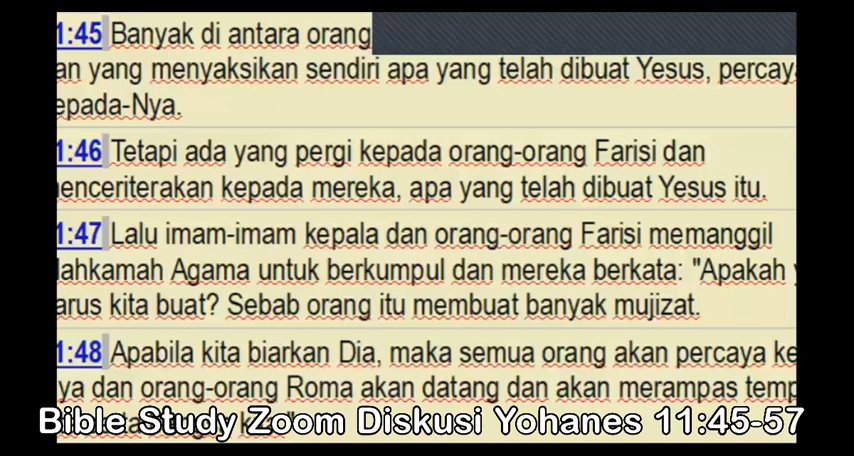 1:45 Banyak di antara orang
an yang menyaksikan sendiri apa yang telah dibuat Yesus, percay
epada-Nya.
1:46 Tetapi ada yang pergi kepada orang-orang Farisi dan
enceriterakan kepada mereka, apa yang telah dibuat Yesus itu.
1:47 Lalu imam-imam kepala dan orang-orang Farisi memanggil
ahkamah Agama untuk berkumpul dan mereka berkata: "Apakah y
arus kita buat? Sebab orang itu membuat banyak mujizat.
1:48 Apabila kita biarkan Dia, maka semua orang akan percaya ke
ya dan orang-orang Roma akan datang dan akan merampas temp
Bible Study Zoom Diskusi Yohanes 11:45-57